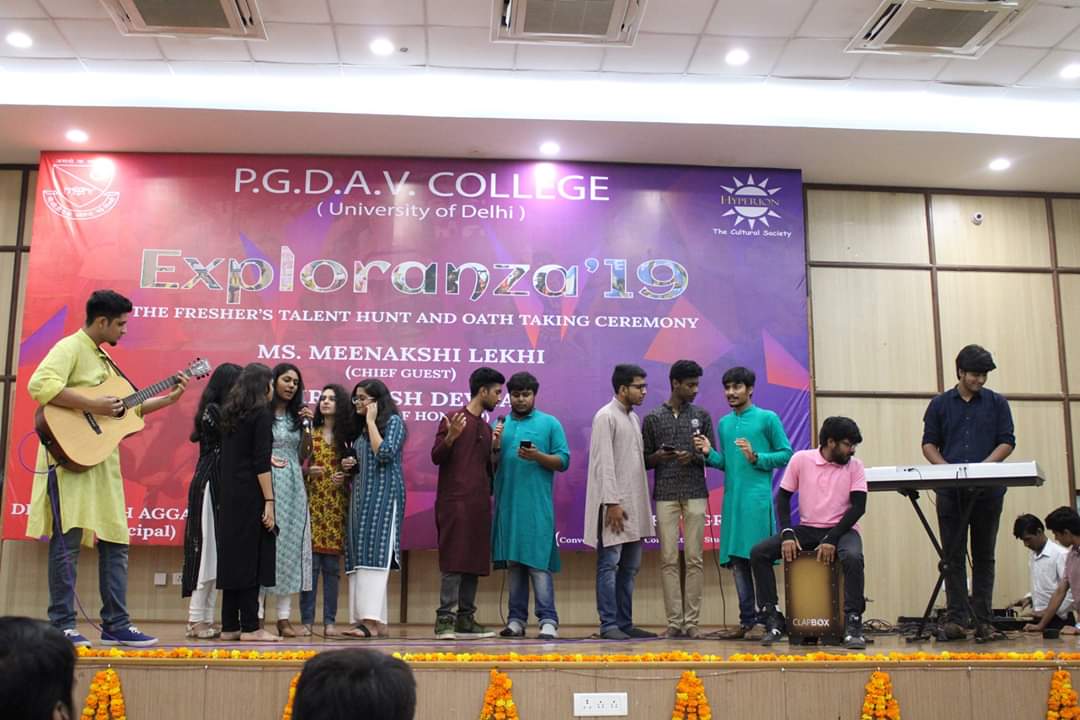 P.G.D.A.V. COLLEGE
( University of Delhi )
HYPERION
The Cultural Society
Exploranza'19
THE FRESHER'S TALENT HUNT AND OATH TAKING CEREMONY
MS. MEENAKSHI LEKHI
(CHIEF GUEST)
CLAPBOX